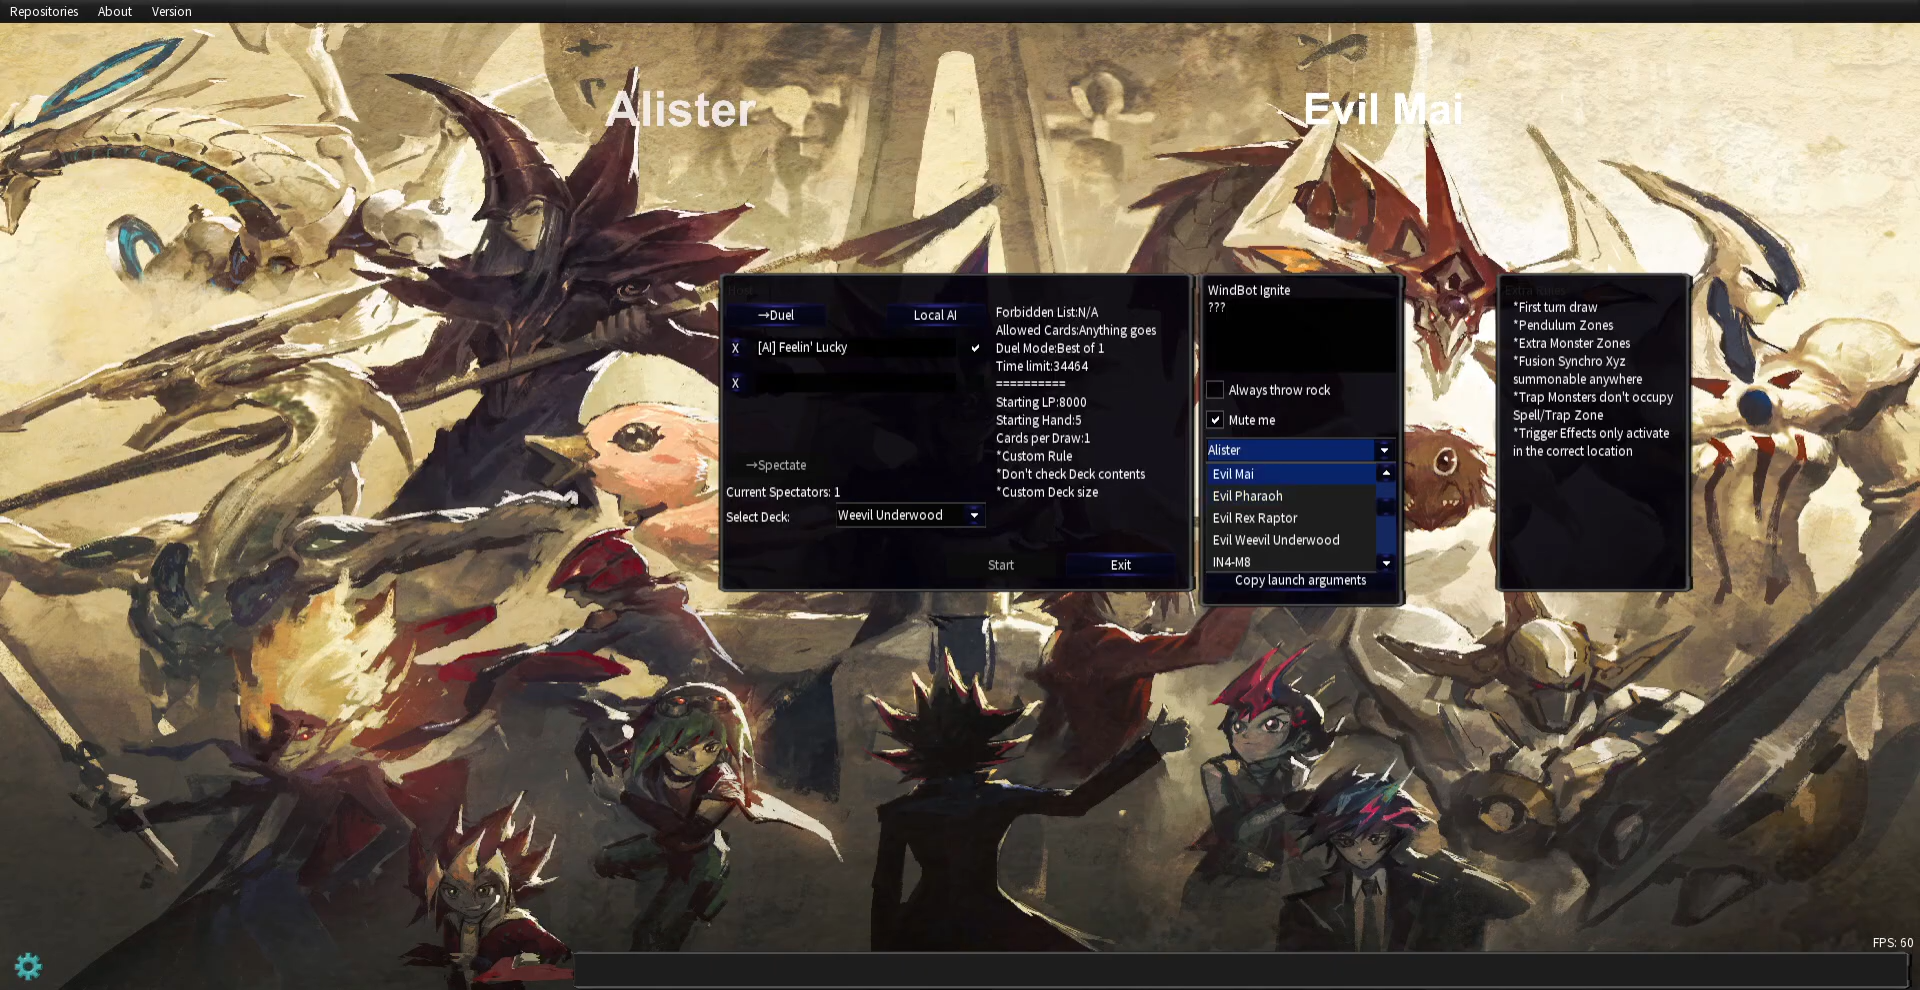 Repositories About Version
Alister
Evil Mai
Host
→Duel
Local AI
X [AI] Feelin' Lucky
X
→Spectate
Current Spectators: 1
Select Deck: Weevil Underwood
Forbidden List:N/A
Allowed Cards:Anything goes
Duel Mode:Best of 1
Time limit:34464
==========
Starting LP:8000
Starting Hand:5
Cards per Draw:1
*Custom Rule
*Don't check Deck contents
*Custom Deck size
Start
Exit
WindBot Ignite
???
Always throw rock
Mute me
Alister
Evil Mai
Evil Pharaoh
Evil Rex Raptor
Evil Weevil Underwood
IN4-M8
Copy launch arguments
Extra Rules
*First turn draw
*Pendulum Zones
*Extra Monster Zones
*Fusion Synchro Xyz
summonable anywhere
*Trap Monsters don't occupy
Spell/Trap Zone
*Trigger Effects only activate
in the correct location
FPS: 60